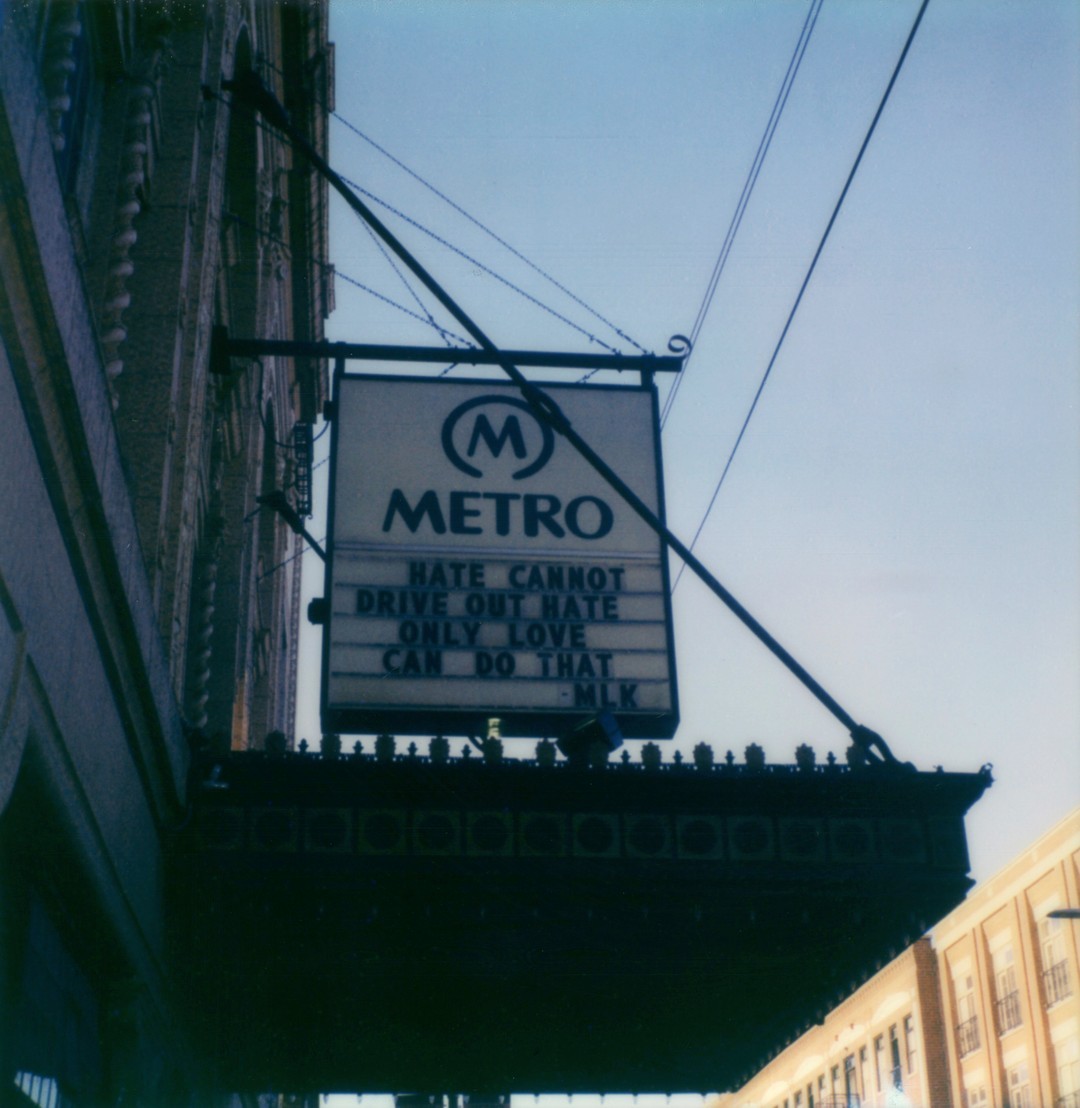 M
METRO
HATE CANNOT
DRIVE OUT HATE
ONLY LOVE
CAN DO THAT
-MLK